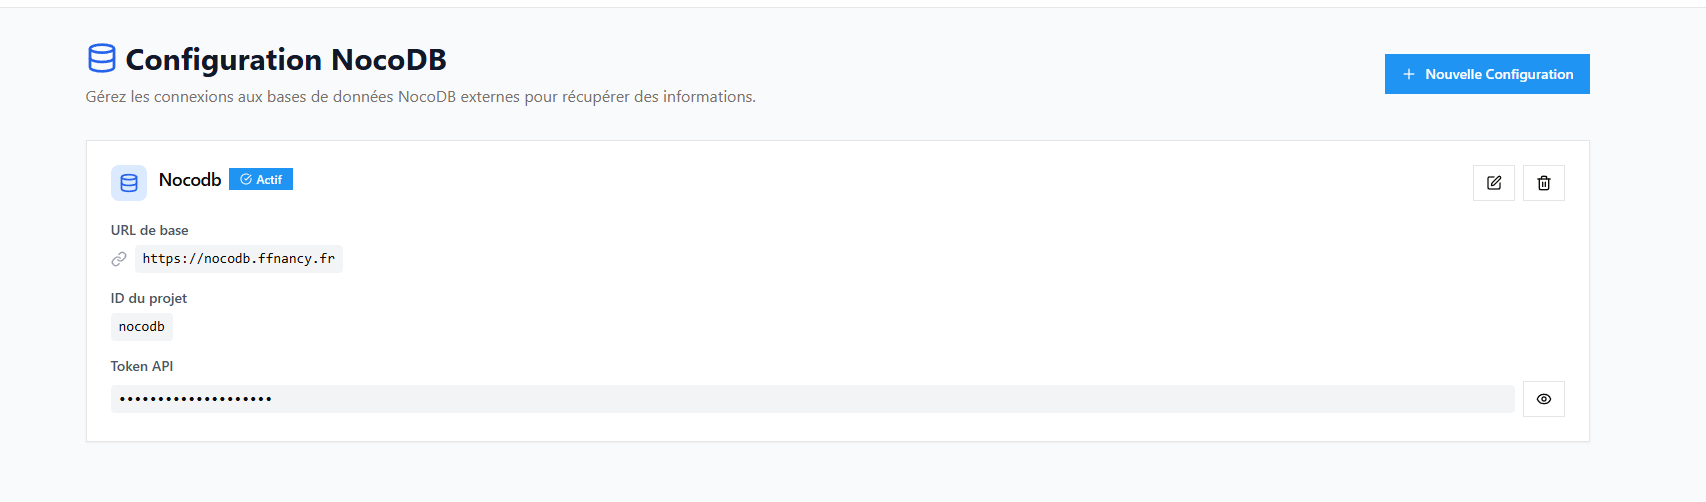 Configuration NocoDB
Gérez les connexions aux bases de données NocoDB externes pour récupérer des informations.
+ Nouvelle Configuration
Nocodb Actif
URL de base
https://nocodb.ffnancy.fr
ID du projet
nocodb
Token API
••••••••••••••••••••